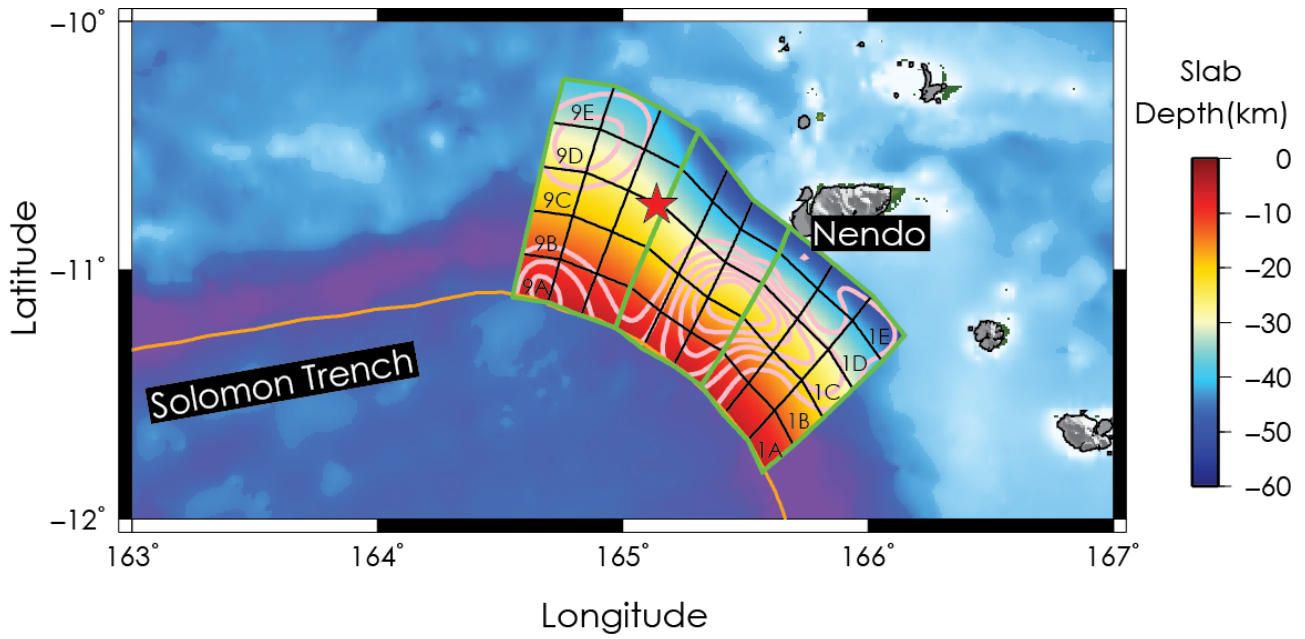 −10°
−11°
−12°
Latitude
163°
164°
165°
166°
167°
Longitude
Slab
Depth(km)
0
−10
−20
−30
−40
−50
−60
9E
9D
9C
9B
9A
1E
1D
1C
1B
1A
Nendo
Solomon Trench